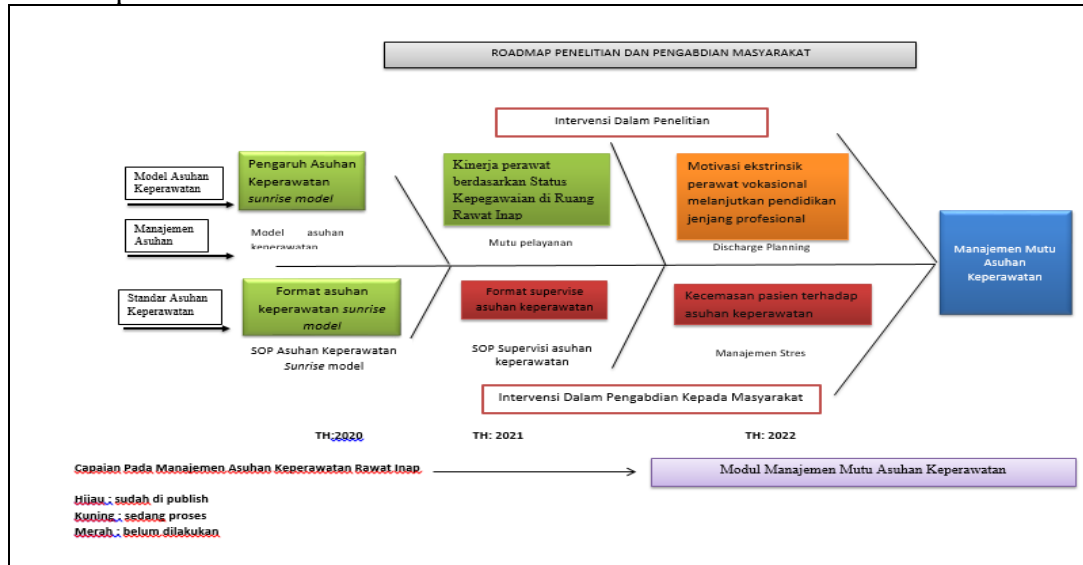 ROADMAP PENELITIAN DAN PENGABDIAN MASYARAKAT
Intervensi Dalam Penelitian
Model Asuhan
Keperawatan
Manajemen
Asuhan
Standar Asuhan
Keperawatan
Pengaruh Asuhan
Keperawatan
sunrise model
Model asuhan
keperawatan
Kinerja perawat
berdasarkan Status
Kepegawaian di Ruang
Rawat Inap
Mutu pelayanan
Motivasi ekstrinsik
perawat vokasional
melanjutkan pendidikan
jenjang profesional
Discharge Planning
Manajemen Mutu
Asuhan
Keperawatan
Format asuhan
keperawatan sunrise
model
SOP Asuhan Keperawatan
Sunrise model
Format supervise
asuhan keperawatan
SOP Supervisi asuhan
keperawatan
Kecemasan pasien terhadap
asuhan keperawatan
Manajemen Stres
Intervensi Dalam Pengabdian Kepada Masyarakat
TH:2020
TH: 2021
TH: 2022
Capaian Pada Manajemen Asuhan Keperawatan Rawat Inap
Modul Manajemen Mutu Asuhan Keperawatan
Hijau : sudah di publish
Kuning : sedang proses
Merah : belum dilakukan